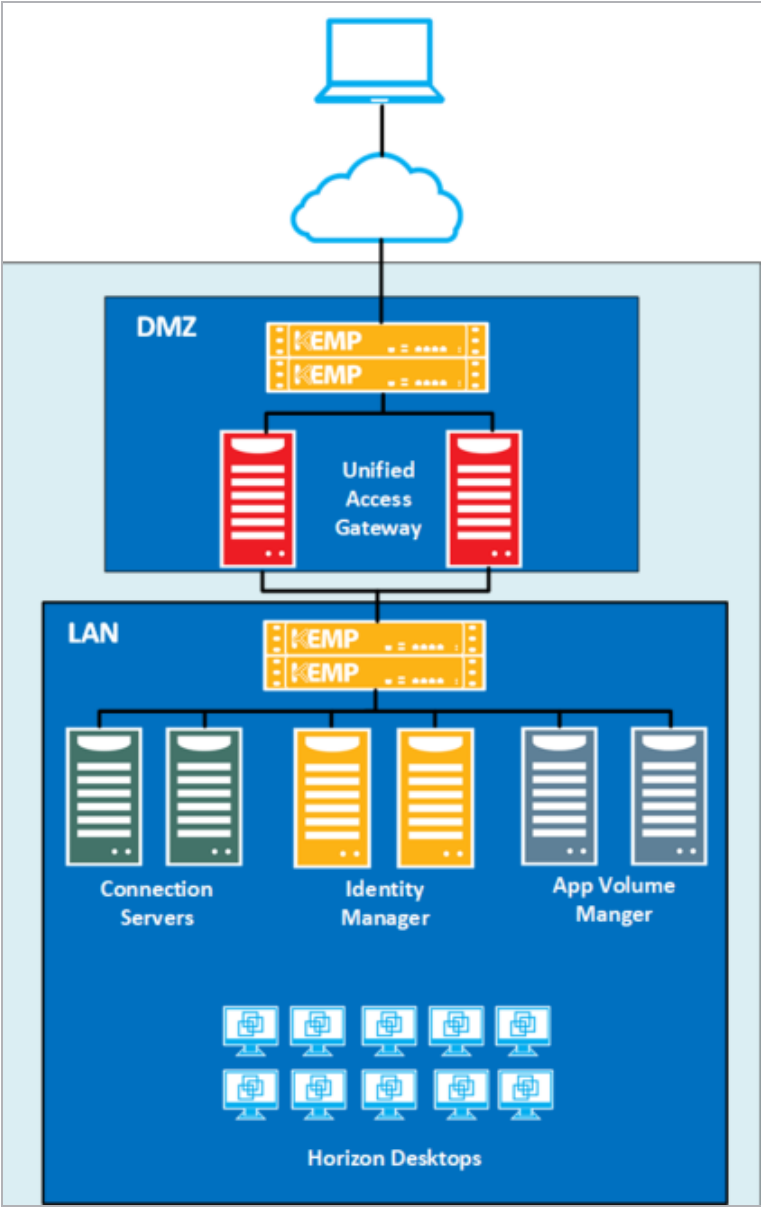 DMZ
KEMP
KEMP
Unified
Access
Gateway
LAN
KEMP
KEMP
Connection
Servers
Identity
Manager
App Volume
Manger
Horizon Desktops